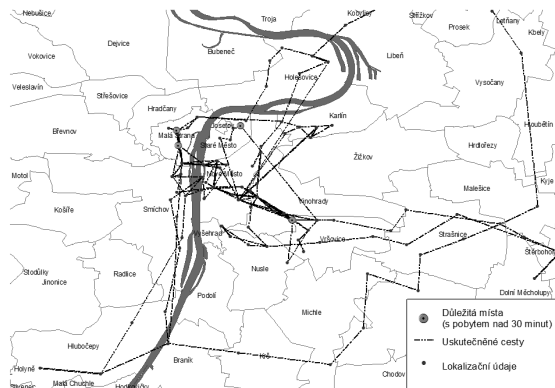 Nebušice
Troja
Kobylisy
Střížkov
Letňany
Prosek
Kbely
Dejvice
Bubeneč
Vokovice
Libeň
Veleslavín
Střešovice
Holešovice
Vysočany
Hradčany
Karlín
Hloubětín
Josefov
Břevnov
Malá Strana
Staré Město
Hrdlořezy
Žižkov
Motol
Nové Město
Kyje
Malešice
Košíře
Smíchov
Vinohrady
Strašnice
Vyšehrad
Vršovice
Štěrboholy
Stodůlky
Jinonice
Radlice
Nusle
Podolí
Dolní Měcholupy
Michle
Hlubočepy
Braník
Krč
Holyně
Malá Chuchle
Hodkovičky
Chodov
Důležitá místa
(s pobytem nad 30 minut)
Uskutečněné cesty
Lokalizační údaje